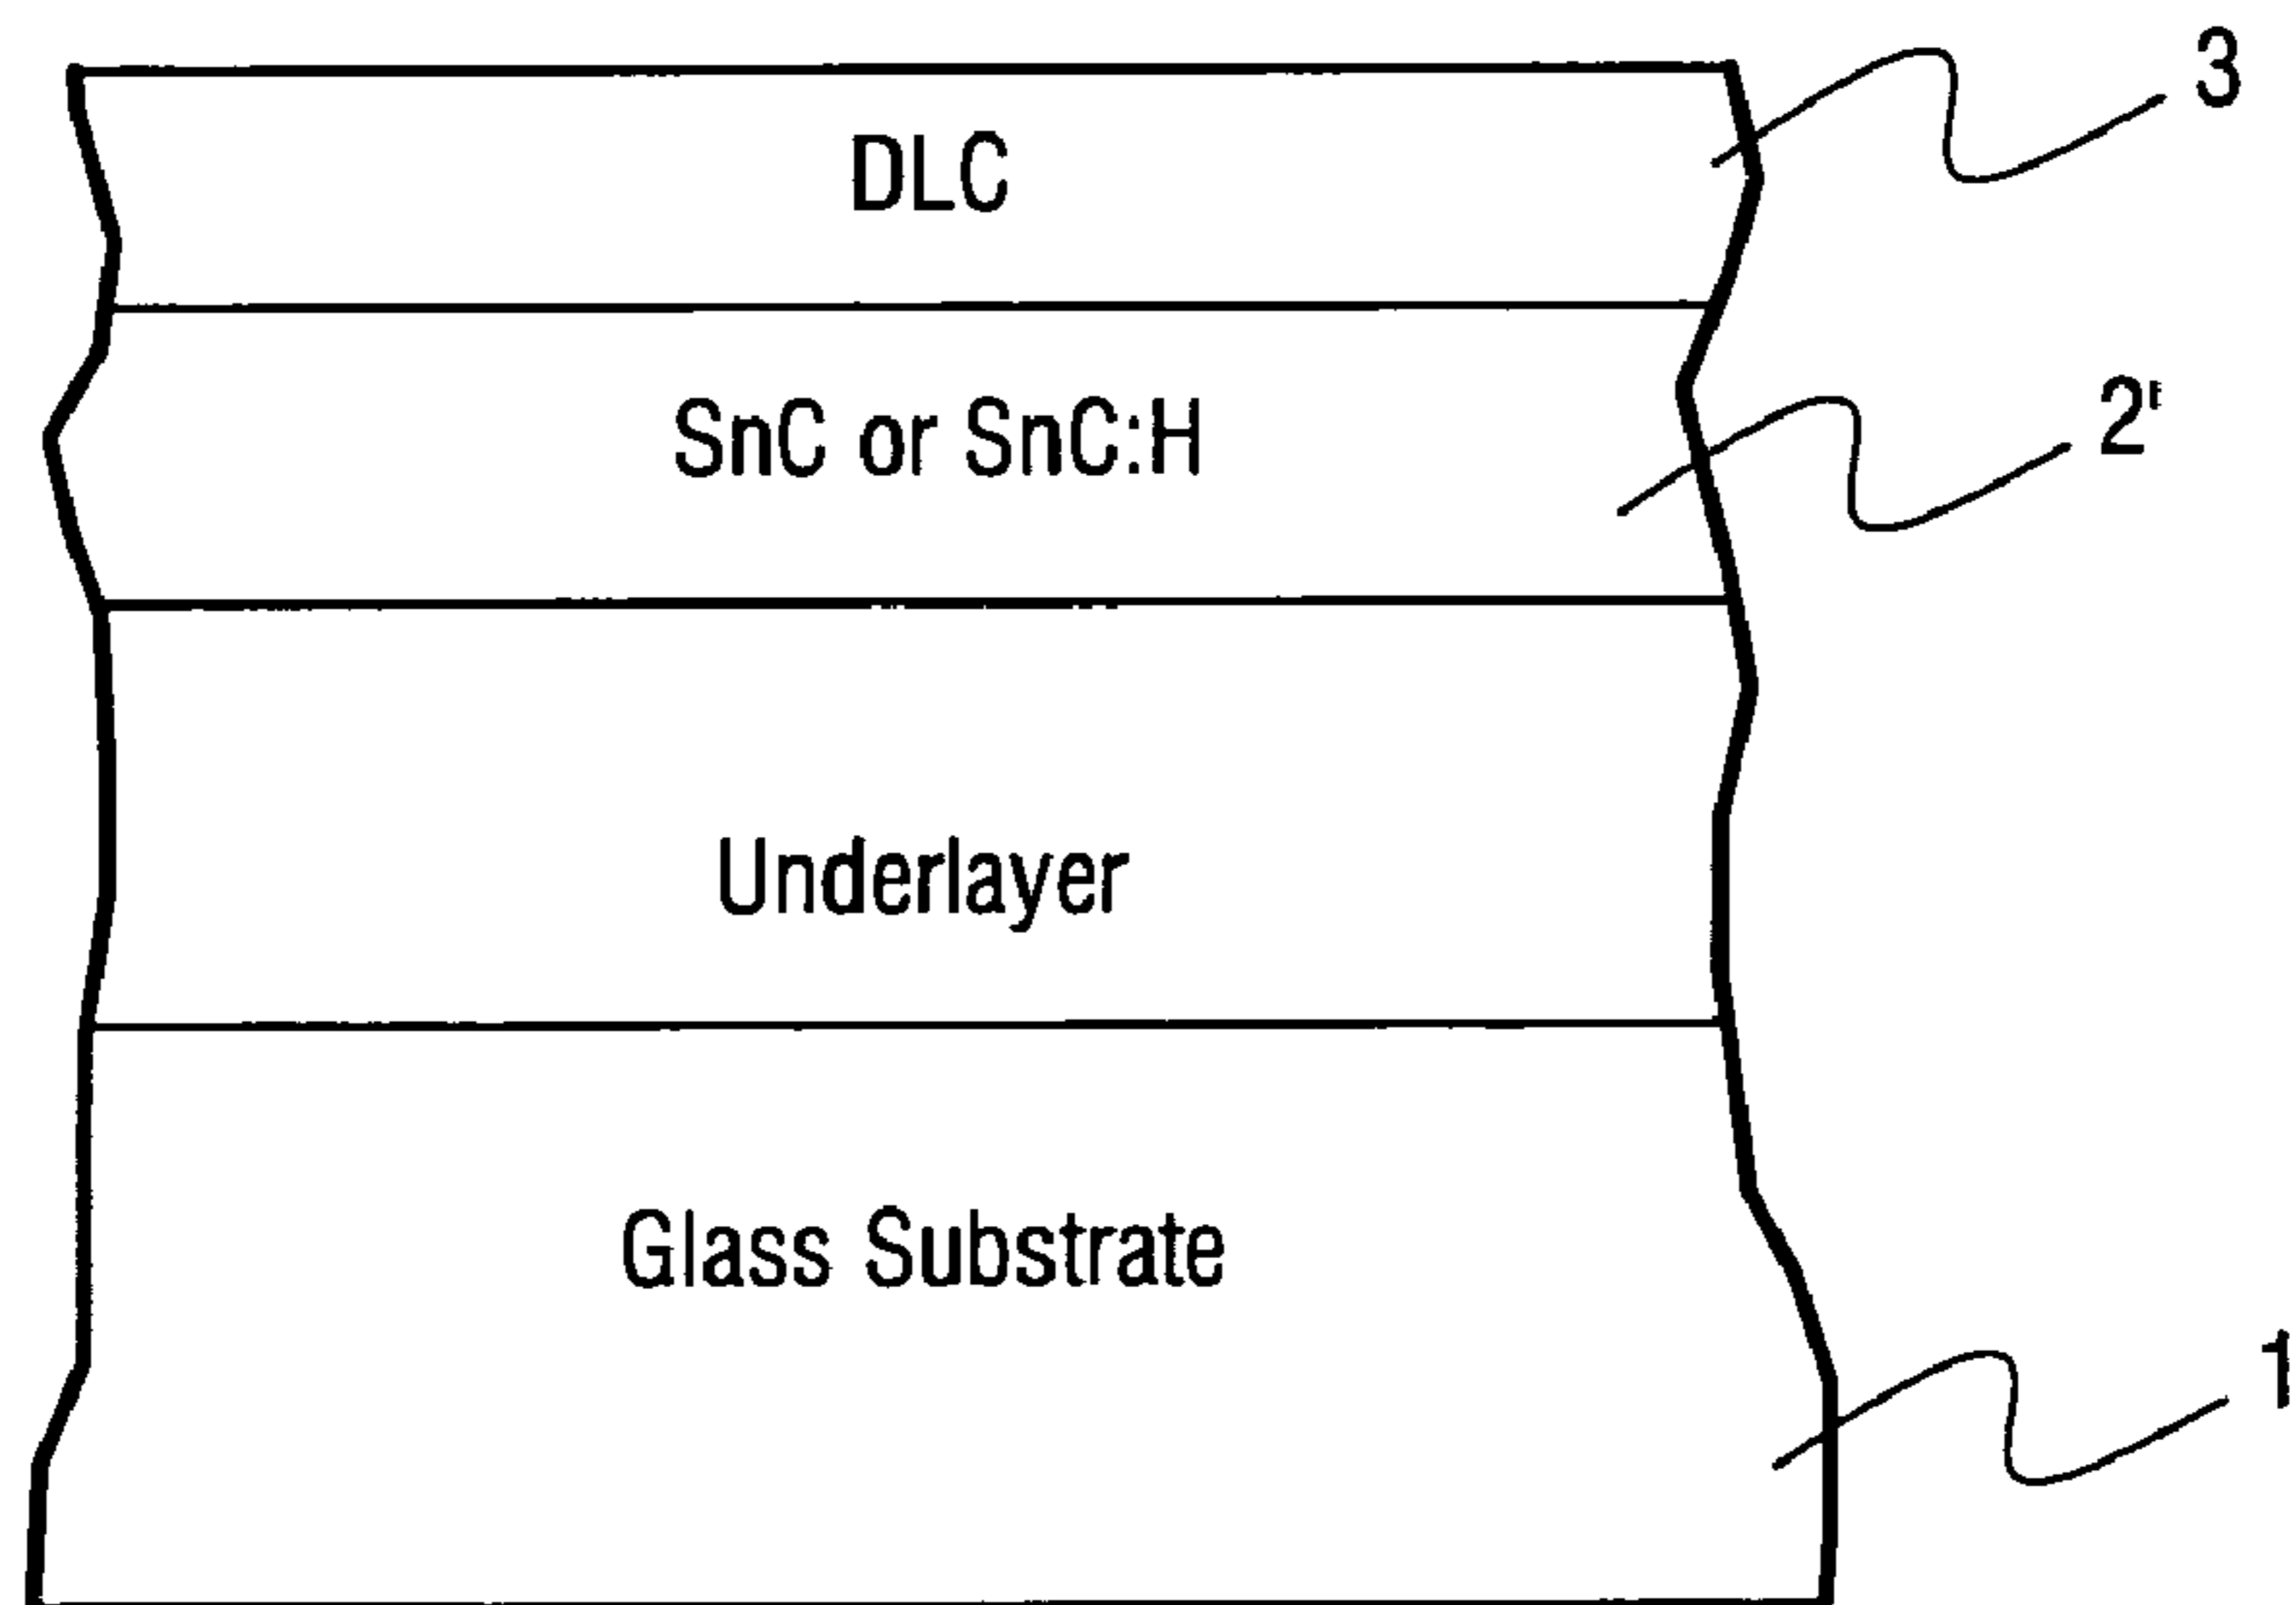 3
DLC
2'
SnC or SnC:H
Underlayer
Glass Substrate
1